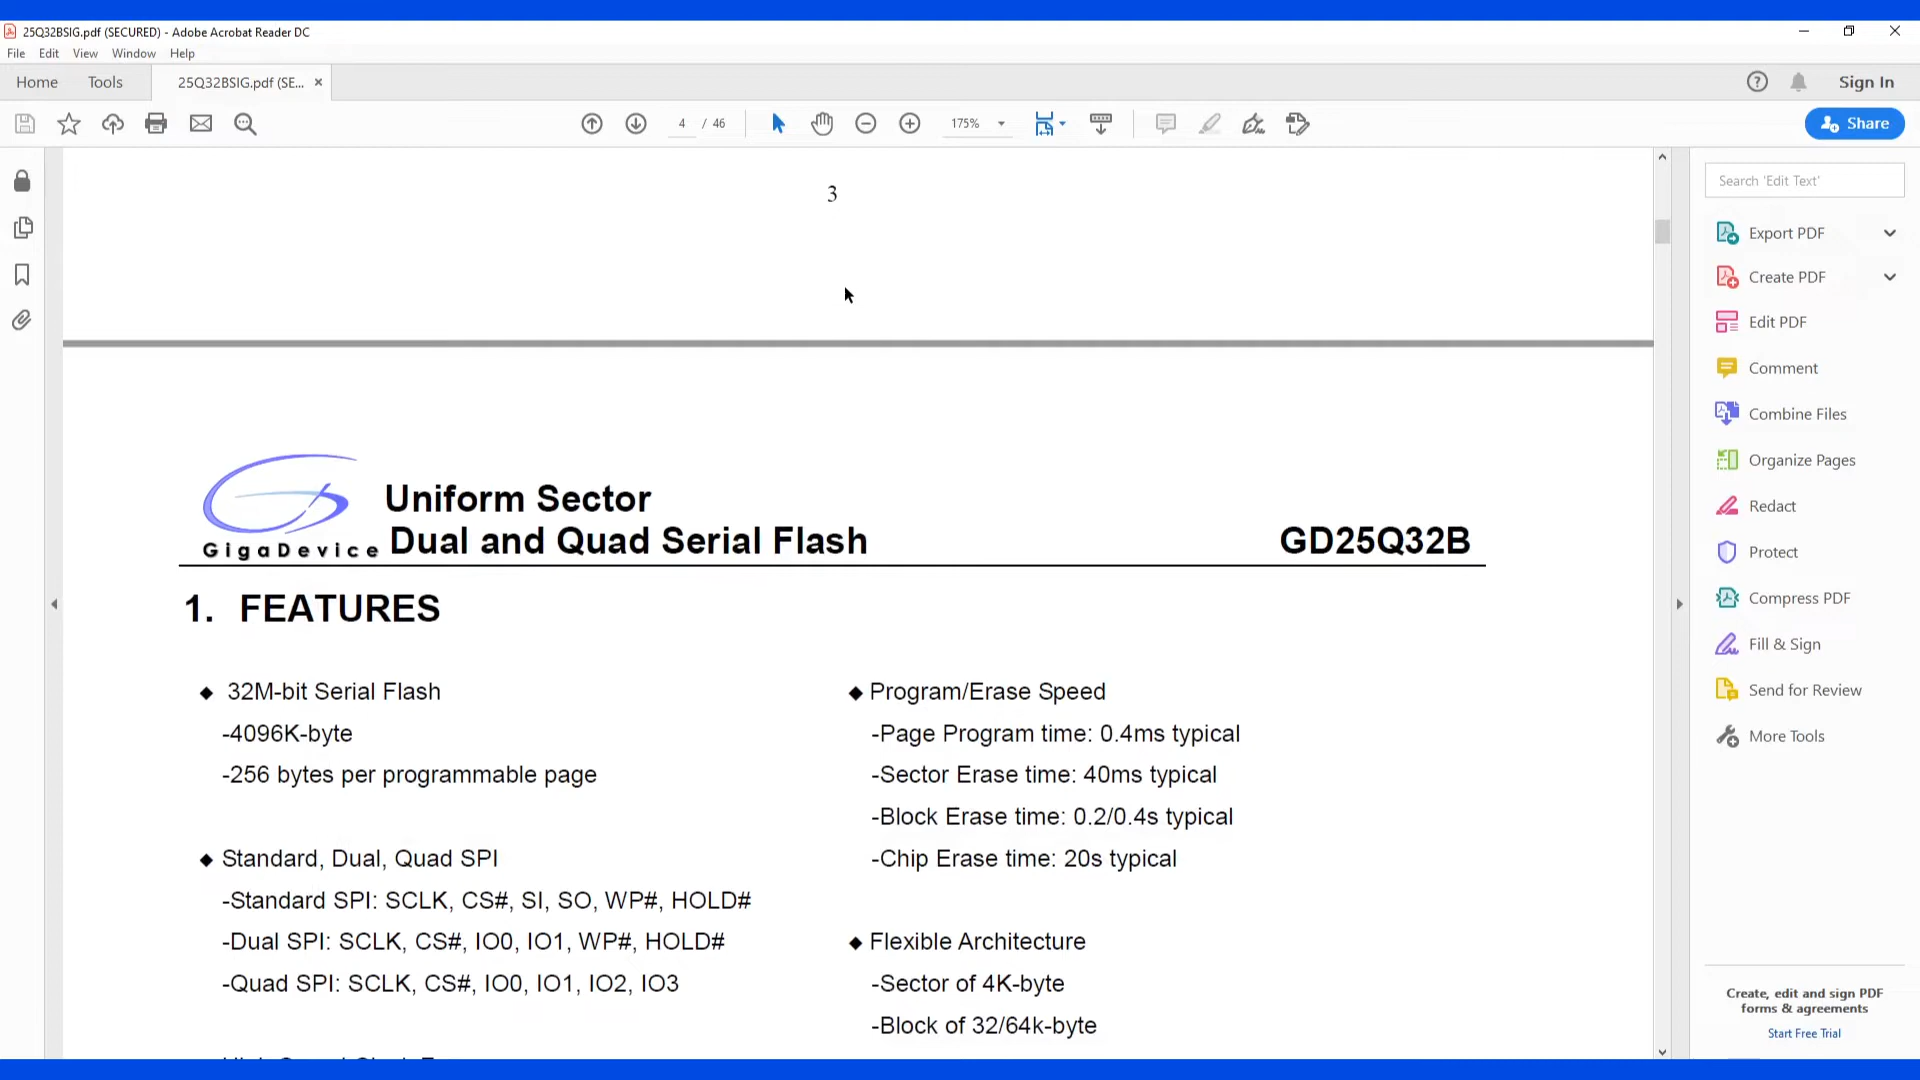 25Q32BSIG.pdf (SECURED) - Adobe Acrobat Reader DC
File Edit View Window Help
Home Tools 25Q32BSIG.pdf (SE... Sign In
4 / 46 175% Share
3
Search 'Edit Text'
Export PDF
Create PDF
Edit PDF
Comment
Combine Files
Organize Pages
Redact
Protect
Compress PDF
Fill & Sign
Send for Review
More Tools
Create, edit and sign PDF
forms & agreements
Start Free Trial
Uniform Sector
GigaDevice Dual and Quad Serial Flash GD25Q32B
1. FEATURES
◆ 32M-bit Serial Flash
-4096K-byte
-256 bytes per programmable page
◆ Standard, Dual, Quad SPI
-Standard SPI: SCLK, CS#, SI, SO, WP#, HOLD#
-Dual SPI: SCLK, CS#, IO0, IO1, WP#, HOLD#
-Quad SPI: SCLK, CS#, IO0, IO1, IO2, IO3
◆ Program/Erase Speed
-Page Program time: 0.4ms typical
-Sector Erase time: 40ms typical
-Block Erase time: 0.2/0.4s typical
-Chip Erase time: 20s typical
◆ Flexible Architecture
-Sector of 4K-byte
-Block of 32/64k-byte